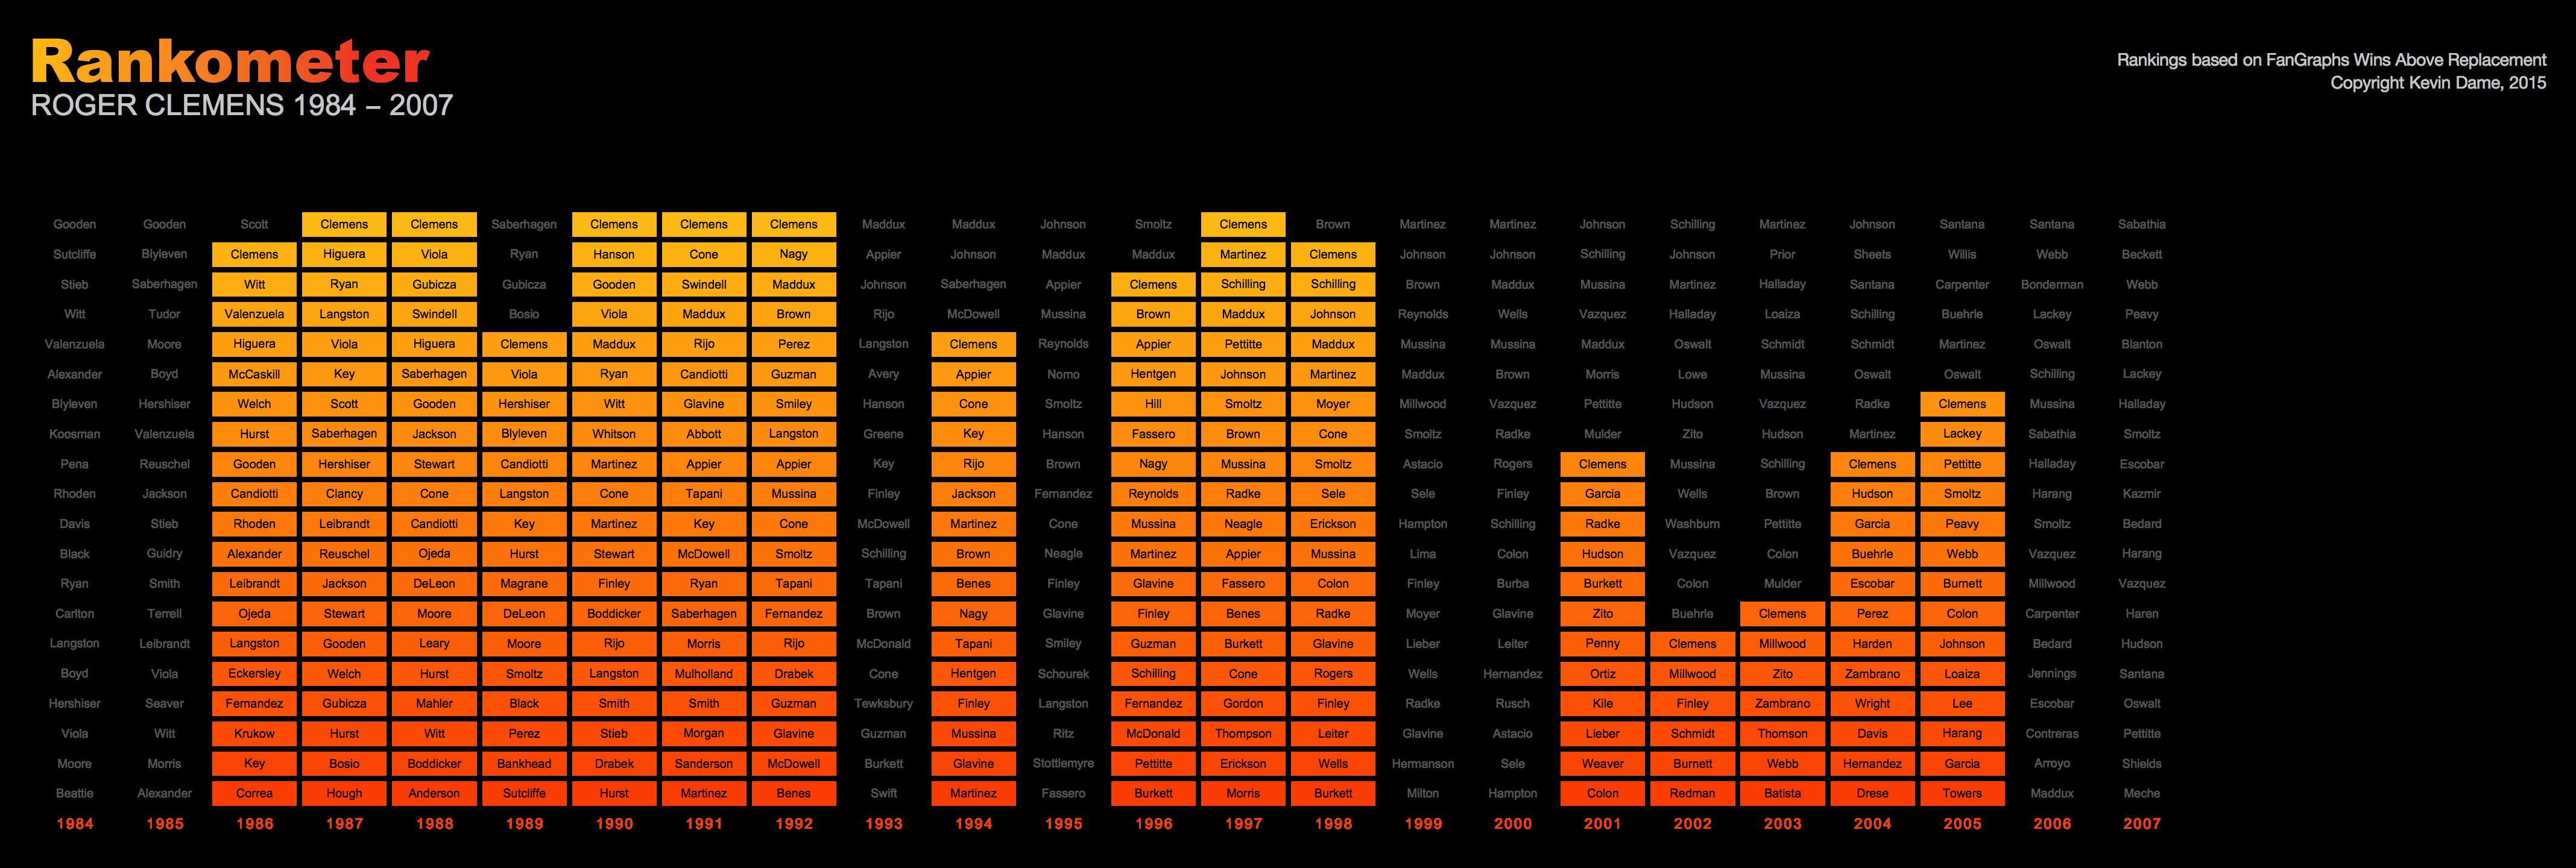 Rankometer
ROGER CLEMENS 1984 – 2007
Rankings based on FanGraphs Wins Above Replacement
Copyright Kevin Dame, 2015
Gooden Gooden Scott Clemens Clemens Saberhagen Clemens Clemens Clemens Maddux Maddux Johnson Smoltz Clemens Brown Martinez Martinez Johnson Schilling Martinez Johnson Santana Santana Sabathia
Sutcliffe Blyleven Clemens Higuera Viola Ryan Hanson Cone Nagy Appier Johnson Maddux Maddux Martinez Clemens Johnson Johnson Schilling Johnson Prior Sheets Willis Webb Beckett
Stieb Saberhagen Witt Ryan Gubicza Gubicza Gooden Swindell Maddux Johnson Saberhagen Appier Clemens Schilling Schilling Brown Maddux Mussina Martinez Halladay Santana Carpenter Bonderman Webb
Witt Tudor Valenzuela Langston Swindell Bosio Viola Maddux Brown Rijo McDowell Mussina Brown Maddux Johnson Reynolds Wells Vazquez Halladay Loaiza Schilling Buehrle Lackey Peavy
Valenzuela Moore Higuera Viola Higuera Clemens Maddux Rijo Perez Langston Clemens Reynolds Appier Pettitte Maddux Mussina Mussina Maddux Oswalt Schmidt Schmidt Martinez Oswalt Blanton
Alexander Boyd McCaskill Key Saberhagen Viola Ryan Candiotti Guzman Avery Appier Nomo Hentgen Johnson Martinez Maddux Brown Morris Lowe Mussina Oswalt Oswalt Schilling Lackey
Blyleven Hershiser Welch Scott Gooden Hershiser Witt Glavine Smiley Hanson Cone Smoltz Hill Smoltz Moyer Millwood Vazquez Pettitte Hudson Vazquez Radke Clemens Mussina Halladay
Koosman Valenzuela Hurst Saberhagen Jackson Blyleven Whitson Abbott Langston Greene Key Hanson Fassero Brown Cone Smoltz Radke Mulder Zito Hudson Martinez Lackey Sabathia Smoltz
Pena Reuschel Gooden Hershiser Stewart Candiotti Martinez Appier Appier Key Rijo Brown Nagy Mussina Smoltz Astacio Rogers Clemens Mussina Schilling Clemens Pettitte Halladay Escobar
Rhoden Jackson Candiotti Clancy Cone Langston Cone Tapani Mussina Finley Jackson Fernandez Reynolds Radke Sele Sele Finley Garcia Wells Brown Hudson Smoltz Harang Kazmir
Davis Stieb Rhoden Leibrandt Candiotti Key Martinez Key Cone McDowell Martinez Cone Mussina Neagle Erickson Hampton Schilling Radke Washburn Pettitte Garcia Peavy Smoltz Bedard
Black Guidry Alexander Reuschel Ojeda Hurst Stewart McDowell Smoltz Schilling Brown Neagle Martinez Appier Mussina Lima Colon Hudson Vazquez Colon Buehrle Webb Vazquez Harang
Ryan Smith Leibrandt Jackson DeLeon Magrane Finley Ryan Tapani Tapani Benes Finley Glavine Fassero Colon Finley Burba Burkett Colon Mulder Escobar Burnett Millwood Vazquez
Carlton Terrell Ojeda Stewart Moore DeLeon Boddicker Saberhagen Fernandez Brown Nagy Glavine Finley Benes Radke Moyer Glavine Zito Buehrle Clemens Perez Colon Carpenter Haren
Langston Leibrandt Langston Gooden Leary Moore Rijo Morris Rijo McDonald Tapani Smiley Guzman Burkett Glavine Lieber Leiter Penny Clemens Millwood Harden Johnson Bedard Hudson
Boyd Viola Eckersley Welch Hurst Smoltz Langston Mulholland Drabek Cone Hentgen Schourek Schilling Cone Rogers Wells Hernandez Ortiz Millwood Zito Zambrano Loaiza Jennings Santana
Hershiser Seaver Fernandez Gubicza Mahler Black Smith Smith Guzman Tewksbury Finley Langston Fernandez Gordon Finley Radke Rusch Kile Finley Zambrano Wright Lee Escobar Oswalt
Viola Witt Krukow Hurst Witt Perez Stieb Morgan Glavine Guzman Mussina Ritz McDonald Thompson Leiter Glavine Astacio Lieber Schmidt Thomson Davis Harang Contreras Pettitte
Moore Morris Key Bosio Boddicker Bankhead Drabek Sanderson McDowell Burkett Glavine Stottlemyre Pettitte Erickson Wells Hermanson Sele Weaver Burnett Webb Hernandez Garcia Arroyo Shields
Beattie Alexander Correa Hough Anderson Sutcliffe Hurst Martinez Benes Swift Martinez Fassero Burkett Morris Burkett Milton Hampton Colon Redman Batista Drese Towers Maddux Meche
1984 1985 1986 1987 1988 1989 1990 1991 1992 1993 1994 1995 1996 1997 1998 1999 2000 2001 2002 2003 2004 2005 2006 2007